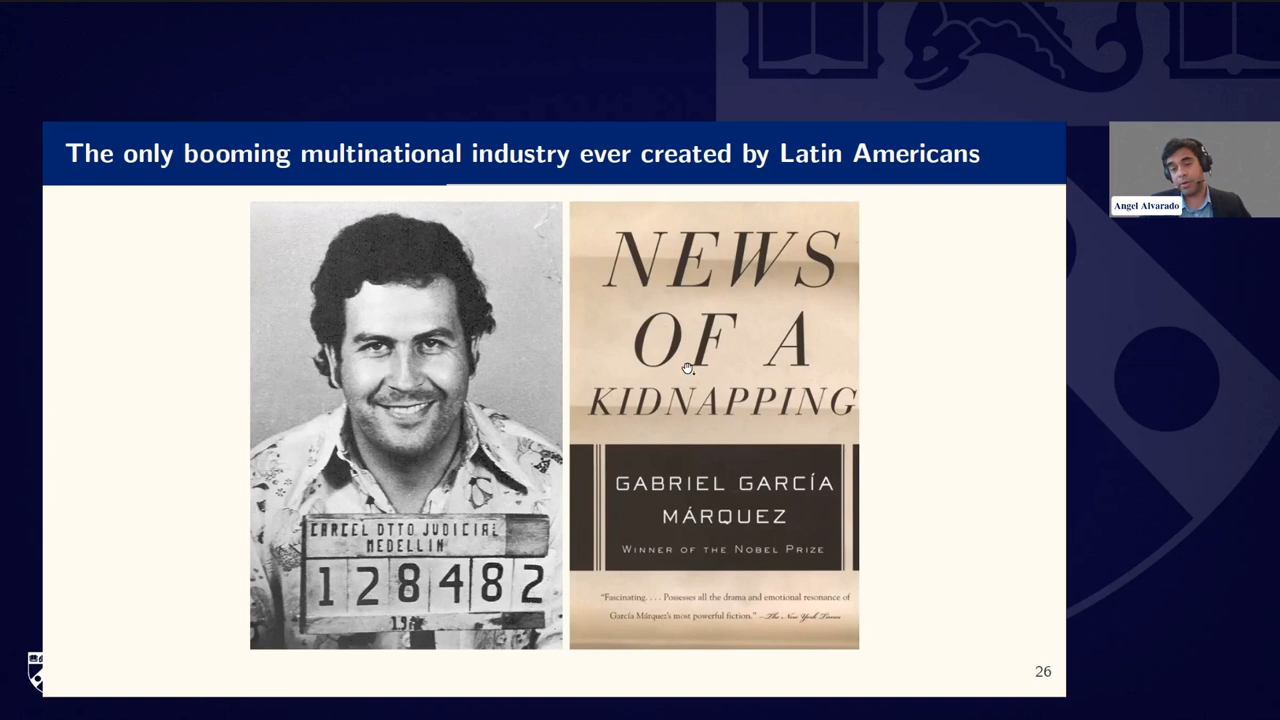 The only booming multinational industry ever created by Latin Americans
Angel Alvarado
CARCEL DTTO JUDICIAL
MEDELLIN
128482
NEWS
OF A
KIDNAPPING
GABRIEL GARCÍA
MÁRQUEZ
WINNER OF THE NOBEL PRIZE
“Fascinating. . . . Possesses all the drama and emotional resonance of
García Márquez's most powerful fiction.” —The New York Times
26